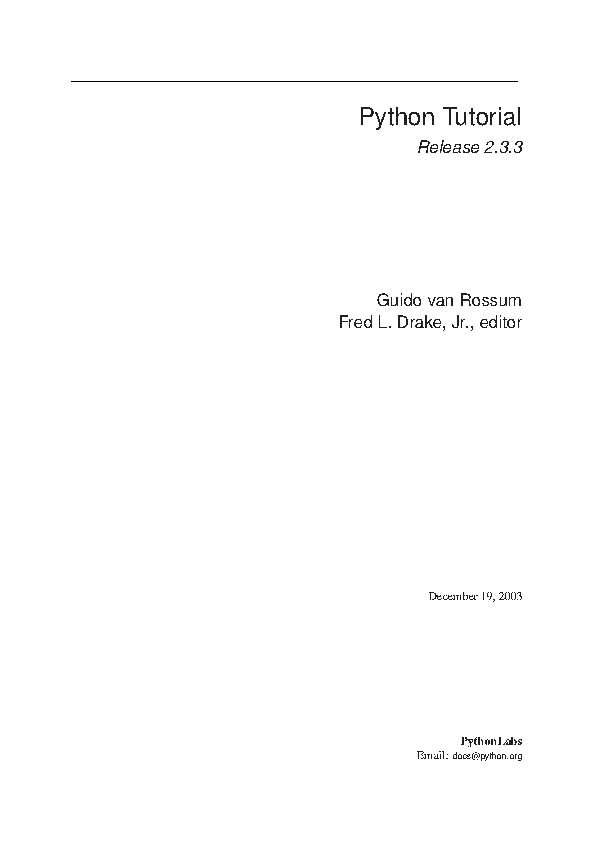 Python Tutorial
Release 2.3.3
Guido van Rossum
Fred L. Drake, Jr., editor
December 19, 2003
PythonLabs
Email: docs@python.org